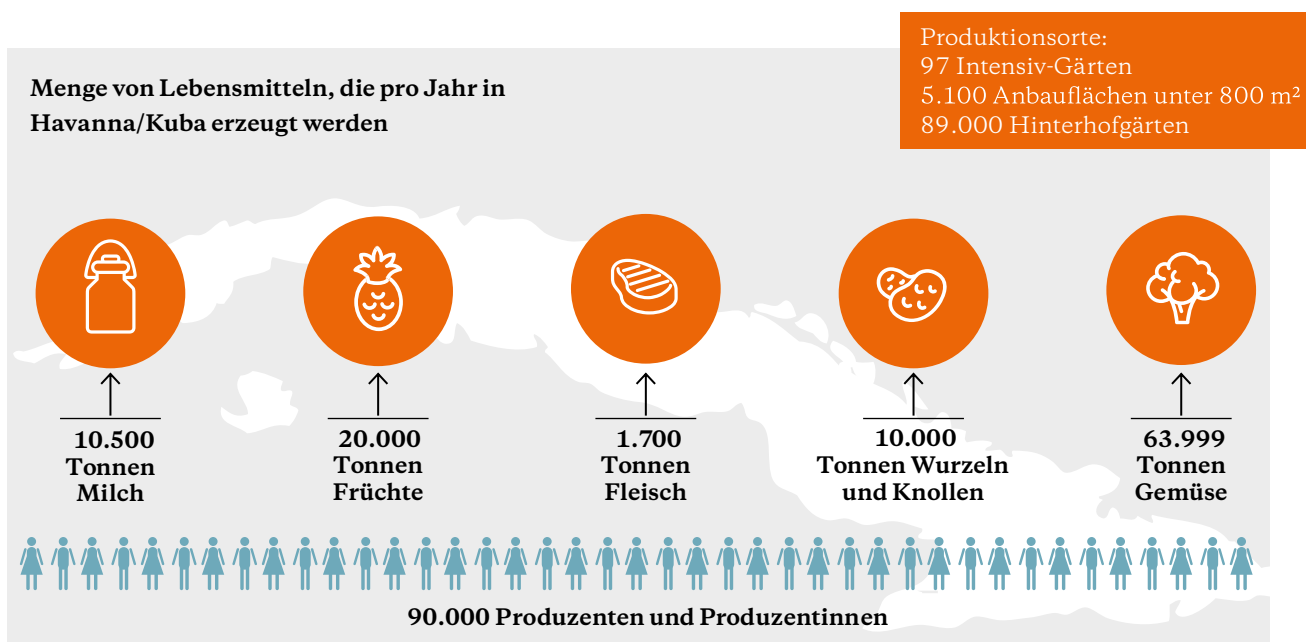 Produktionsorte:
97 Intensiv-Gärten
5.100 Anbauflächen unter 800 m²
89.000 Hinterhofgärten
Menge von Lebensmitteln, die pro Jahr in
Havanna/Kuba erzeugt werden
10.500
Tonnen
Milch
20.000
Tonnen
Früchte
1.700
Tonnen
Fleisch
10.000
Tonnen Wurzeln
und Knollen
63.999
Tonnen
Gemüse
90.000 Produzenten und Produzentinnen